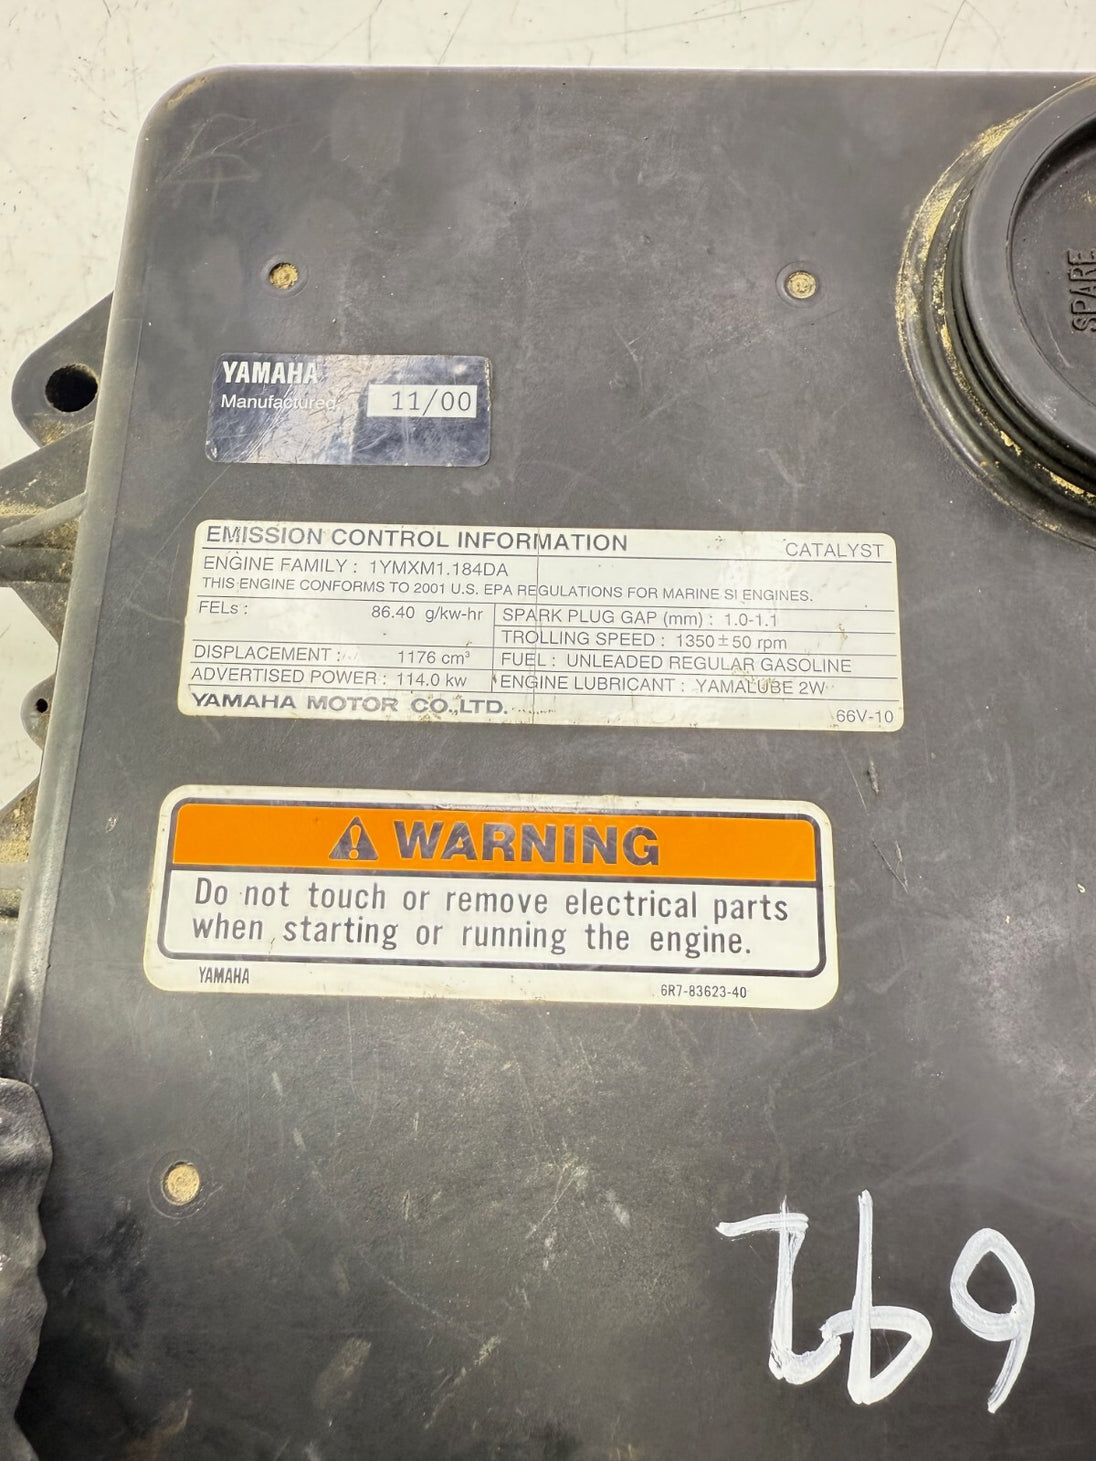 SPARE
YAMAHA
Manufactured 11/00
EMISSION CONTROL INFORMATION CATALYST
ENGINE FAMILY : 1YMXM1.184DA
THIS ENGINE CONFORMS TO 2001 U.S. EPA REGULATIONS FOR MARINE SI ENGINES.
FELs : 86.40 g/kw-hr
SPARK PLUG GAP (mm) : 1.0-1.1
TROLLING SPEED : 1350 ± 50 rpm
DISPLACEMENT : 1176 cm³
FUEL : UNLEADED REGULAR GASOLINE
ADVERTISED POWER : 114.0 kw
ENGINE LUBRICANT : YAMALUBE 2W
YAMAHA MOTOR CO.,LTD. 66V-10
WARNING
Do not touch or remove electrical parts
when starting or running the engine.
YAMAHA 6R7-83623-40